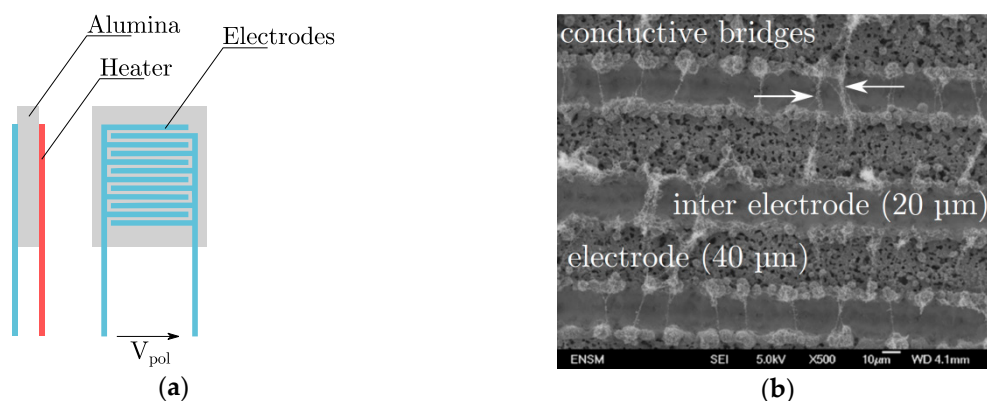 Alumina
Heater
Electrodes
V_pol
(a)
conductive bridges
inter electrode (20 µm)
electrode (40 µm)
ENSM SEI 5.0kV X500 10µm WD 4.1mm
(b)